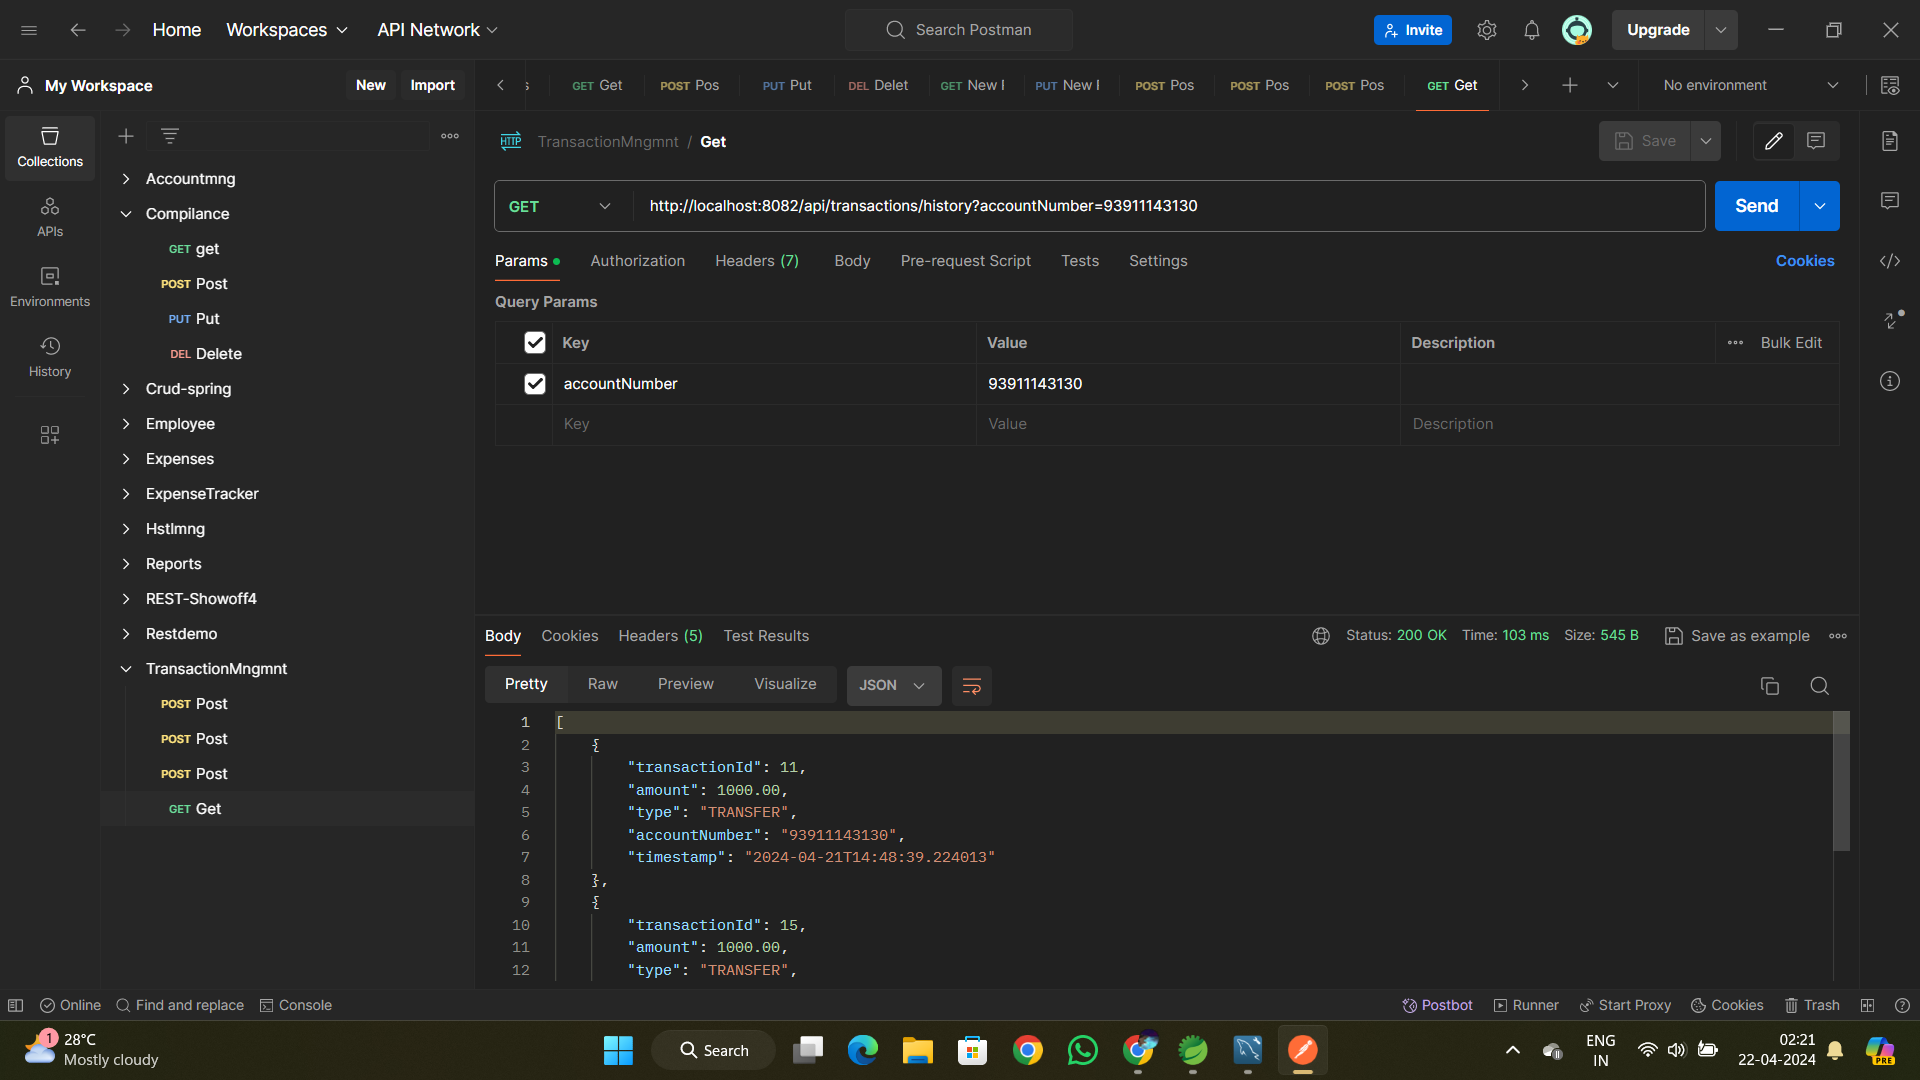 Home Workspaces API Network Search Postman Invite Upgrade
My Workspace New Import s GET Get POST Pos PUT Put DEL Delet GET New I PUT New I POST Pos POST Pos POST Pos GET Get No environment
Collections
APIs
Environments
History
Accountmng
Compilance
GET get
POST Post
PUT Put
DEL Delete
Crud-spring
Employee
Expenses
ExpenseTracker
Hstlmng
Reports
REST-Showoff4
Restdemo
TransactionMngmnt
POST Post
POST Post
POST Post
GET Get
HTTP TransactionMngmnt / Get Save
GET http://localhost:8082/api/transactions/history?accountNumber=93911143130 Send
Params Authorization Headers (7) Body Pre-request Script Tests Settings Cookies
Query Params
Key Value Description Bulk Edit
accountNumber 93911143130
Key Value Description
Body Cookies Headers (5) Test Results Status: 200 OK Time: 103 ms Size: 545 B Save as example
Pretty Raw Preview Visualize JSON
1 [
2 {
3 "transactionId": 11,
4 "amount": 1000.00,
5 "type": "TRANSFER",
6 "accountNumber": "93911143130",
7 "timestamp": "2024-04-21T14:48:39.224013"
8 },
9 {
10 "transactionId": 15,
11 "amount": 1000.00,
12 "type": "TRANSFER",
Online Find and replace Console Postbot Runner Start Proxy Cookies Trash
1 28°C
Mostly cloudy
Search
ENG
IN
02:21
22-04-2024
PRE